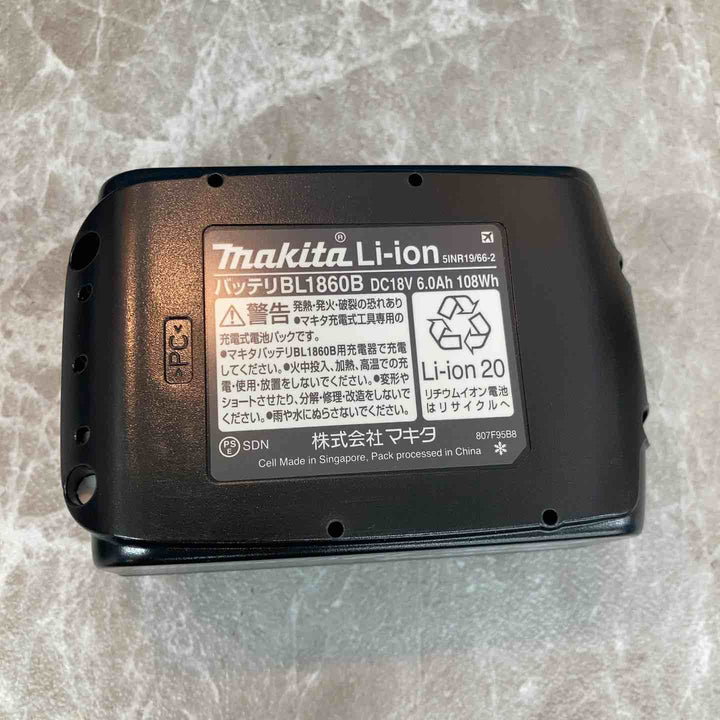 makita® Li-ion 5INR19/66-2
バッテリBL1860B DC18V 6.0Ah 108Wh
警告 発熱・発火・破裂の恐れあり
●マキタ充電式工具専用の
充電式電池パックです。
●マキタバッテリBL1860B用充電器で充電
してください。●火中投入、加熱、高温での充
電・使用・放置をしないでください。●変形や
ショートさせたり、分解・修理・改造をしないで
ください。●雨や水にぬらさないでください。
Li-ion 20
リチウムイオン電池
はリサイクルへ
PS
E SDN 株式会社マキタ 807F95B8
Cell Made in Singapore, Pack processed in China
>PC<